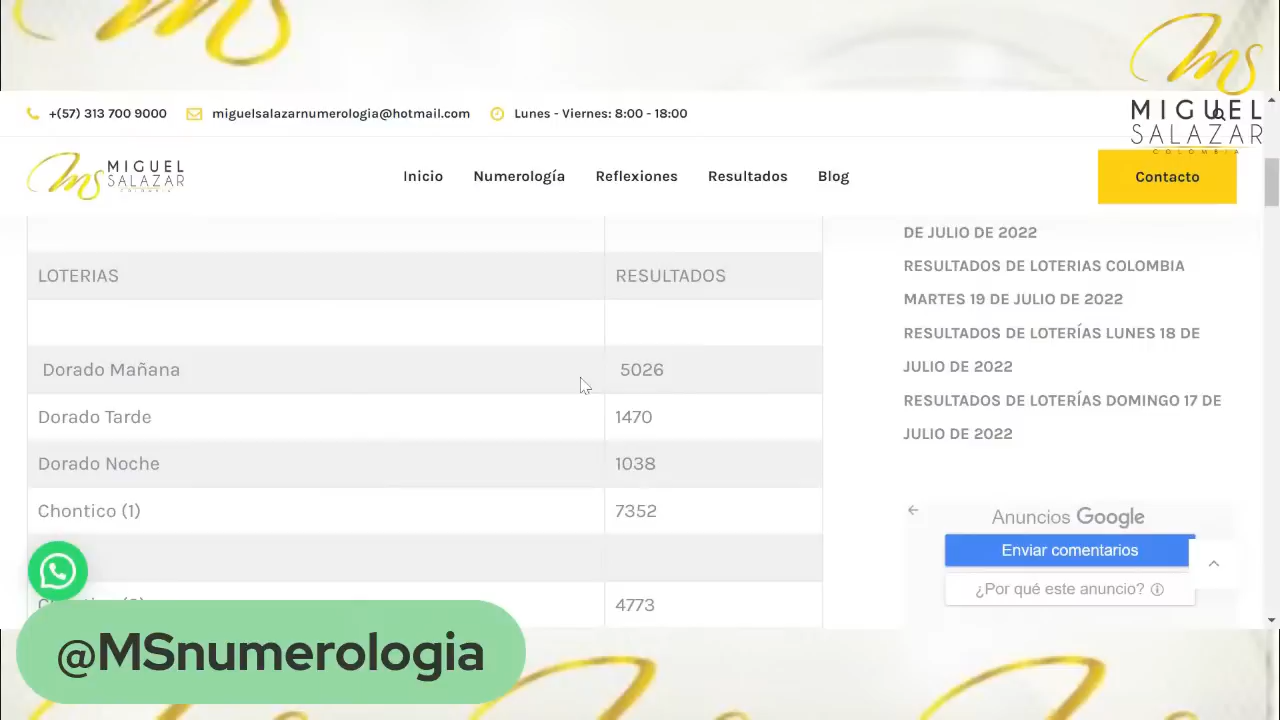 MIGUEL
SALAZAR
COLOMBIA
+(57) 313 700 9000
miguelsalazarnumerologia@hotmail.com
Lunes - Viernes: 8:00 - 18:00
MIGUEL
SALAZAR
Inicio
Numerología
Reflexiones
Resultados
Blog
Contacto
LOTERIAS RESULTADOS
Dorado Mañana 5026
Dorado Tarde 1470
Dorado Noche 1038
Chontico (1) 7352
4773
DE JULIO DE 2022
RESULTADOS DE LOTERIAS COLOMBIA
MARTES 19 DE JULIO DE 2022
RESULTADOS DE LOTERÍAS LUNES 18 DE
JULIO DE 2022
RESULTADOS DE LOTERÍAS DOMINGO 17 DE
JULIO DE 2022
Anuncios Google
Enviar comentarios
¿Por qué este anuncio?
@MSnumerologia